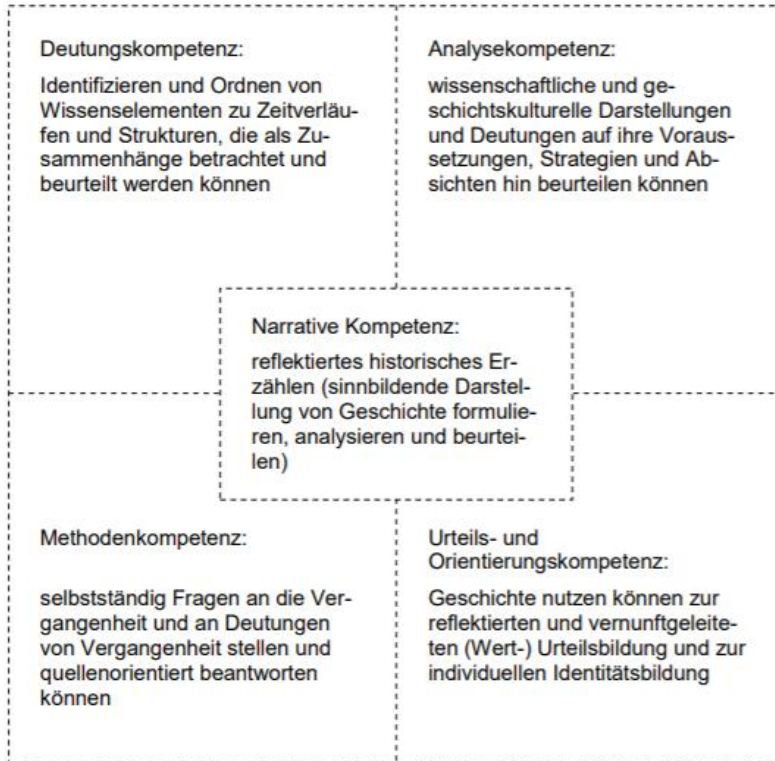 Deutungskompetenz:
Identifizieren und Ordnen von
Wissenselementen zu Zeitverläu-
fen und Strukturen, die als Zu-
sammenhänge betrachtet und
beurteilt werden können
Analysekompetenz:
wissenschaftliche und ge-
schichtskulturelle Darstellungen
und Deutungen auf ihre Voraus-
setzungen, Strategien und Ab-
sichten hin beurteilen können
Narrative Kompetenz:
reflektiertes historisches Er-
zählen (sinnbildende Darstel-
lung von Geschichte formulie-
ren, analysieren und beurtei-
len)
Methodenkompetenz:
selbstständig Fragen an die Ver-
gangenheit und an Deutungen
von Vergangenheit stellen und
quellenorientiert beantworten
können
Urteils- und
Orientierungskompetenz:
Geschichte nutzen können zur
reflektierten und vernunftgeleite-
ten (Wert-) Urteilsbildung und zur
individuellen Identitätsbildung